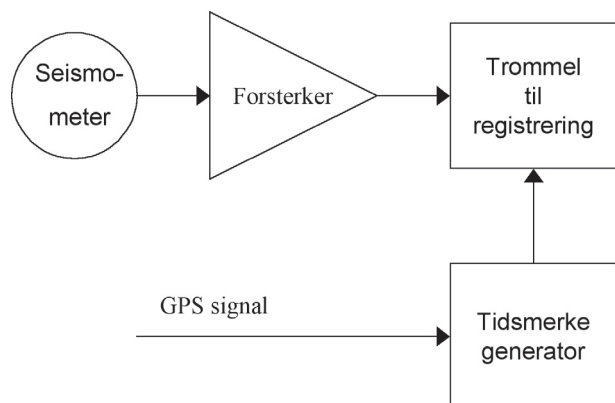 Seismo-
meter
Forsterker
Trommel
til
registrering
GPS signal
Tidsmerke
generator